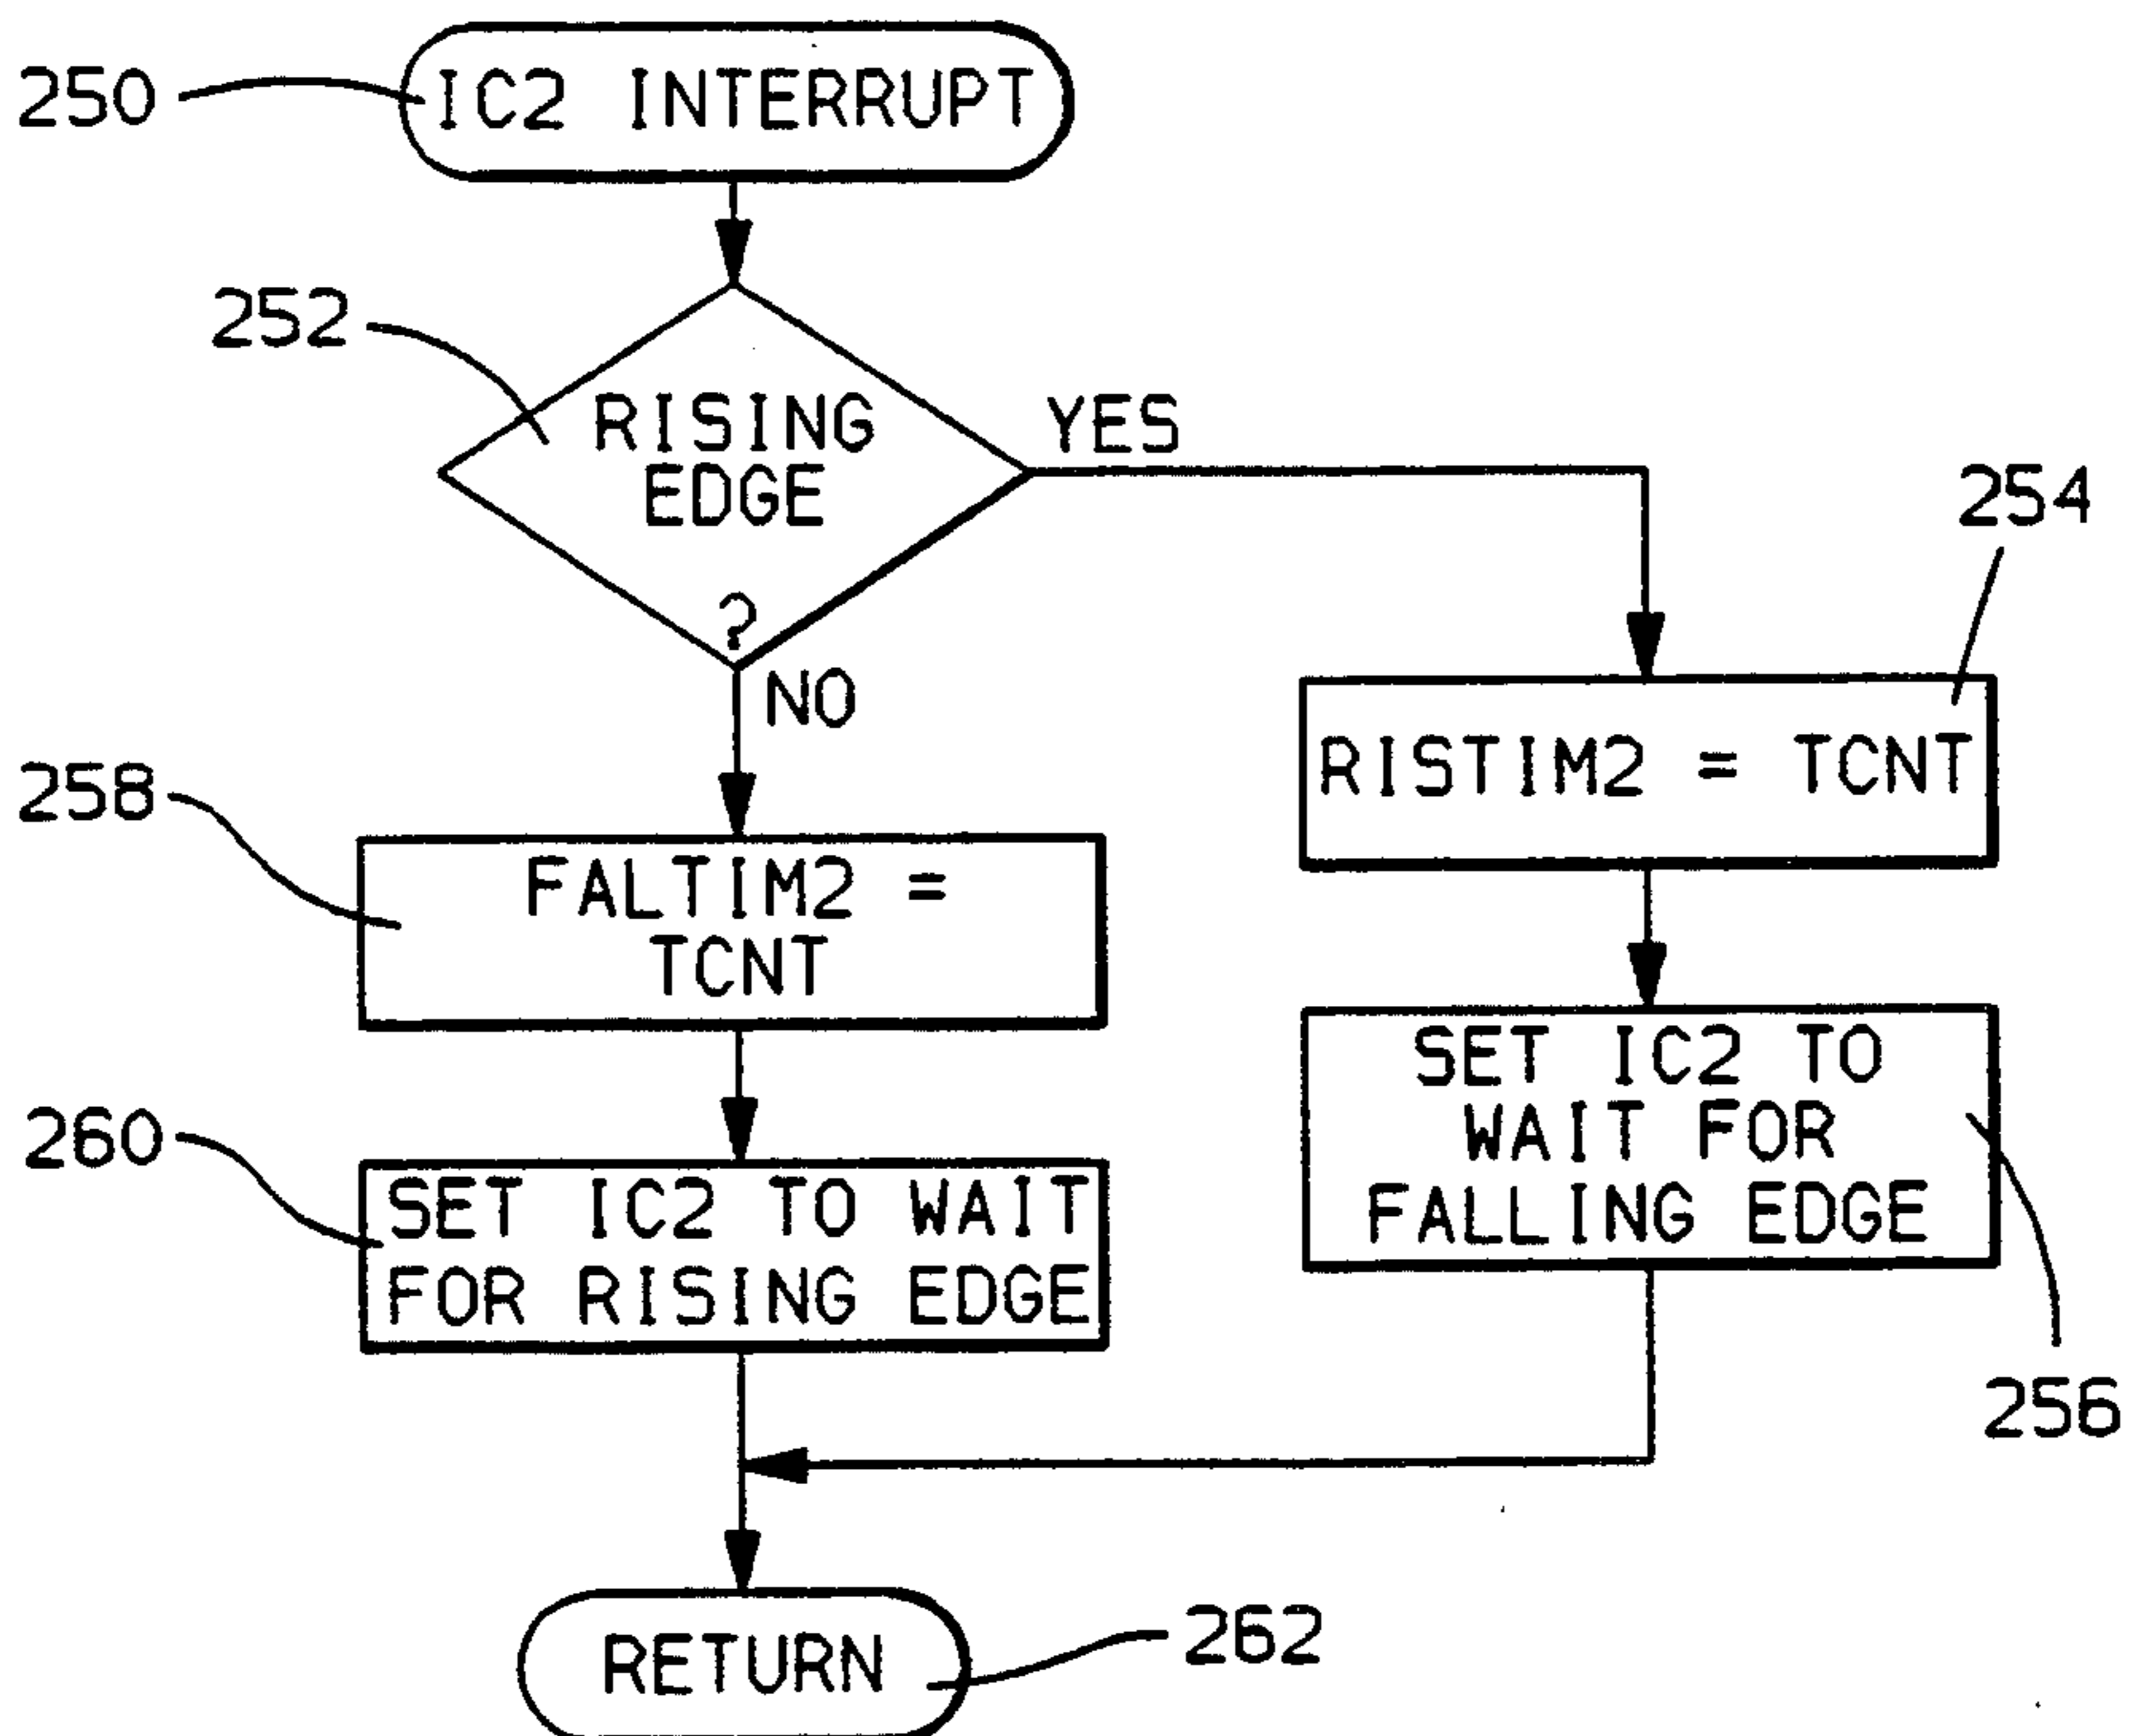 250
IC2 INTERRUPT
252
RISING
EDGE
?
YES
NO
254
RISTIM2 = TCNT
258
FALTIM2 =
TCNT
SET IC2 TO
WAIT FOR
FALLING EDGE
256
260
SET IC2 TO WAIT
FOR RISING EDGE
RETURN
262